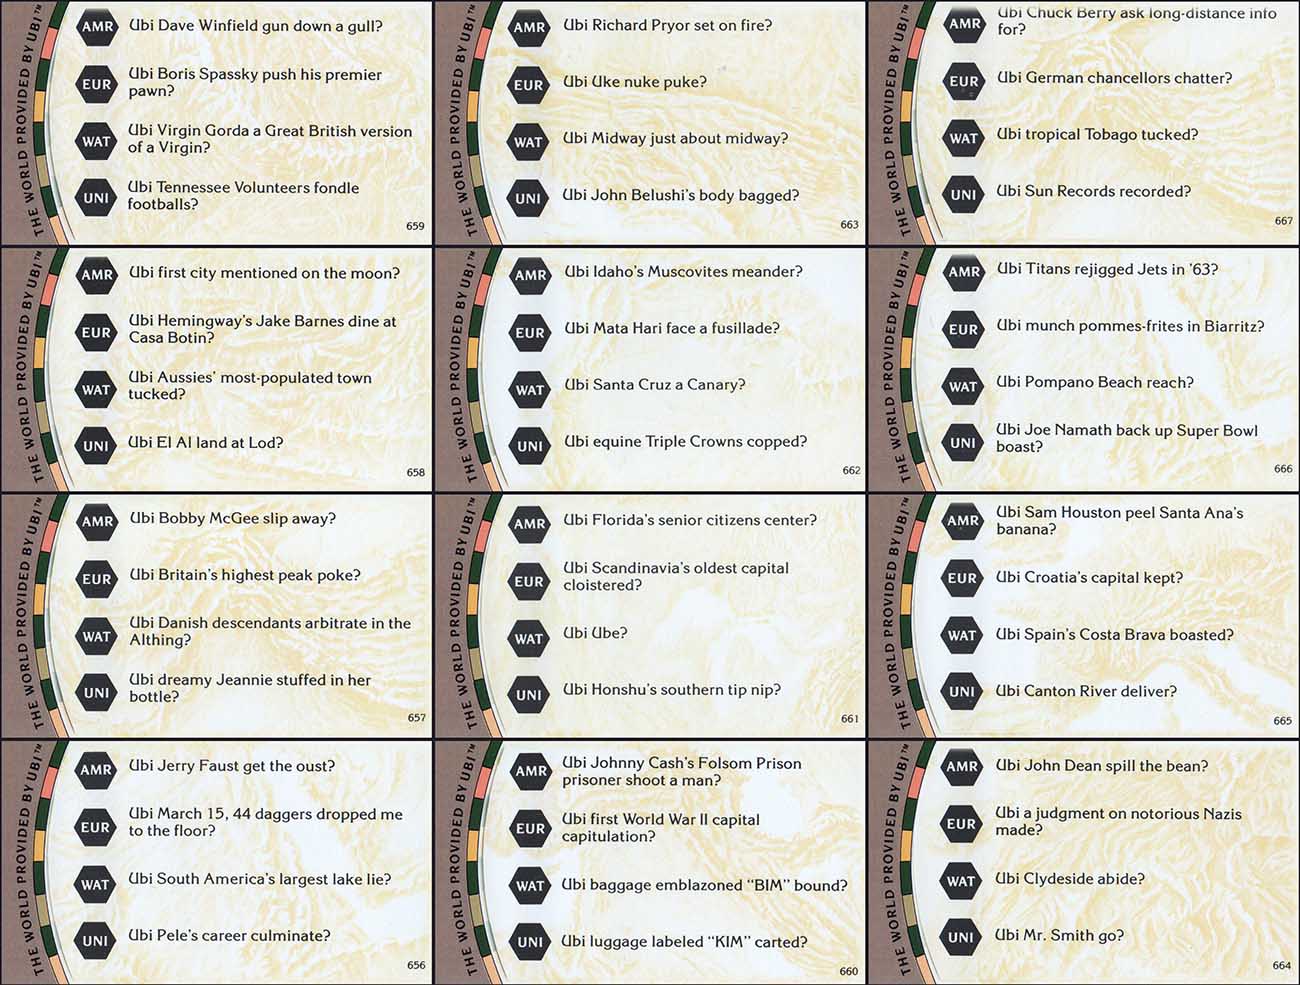 THE WORLD PROVIDED BY UBI™
AMR Ubi Dave Winfield gun down a gull?
EUR Ubi Boris Spassky push his premier
pawn?
WAT Ubi Virgin Gorda a Great British version
of a Virgin?
UNI Ubi Tennessee Volunteers fondle
footballs?
659
THE WORLD PROVIDED BY UBI™
AMR Ubi Richard Pryor set on fire?
EUR Ubi Uke nuke puke?
WAT Ubi Midway just about midway?
UNI Ubi John Belushi's body bagged?
663
THE WORLD PROVIDED BY UBI™
AMR Ubi Chuck Berry ask long-distance info
for?
EUR Ubi German chancellors chatter?
WAT Ubi tropical Tobago tucked?
UNI Ubi Sun Records recorded?
667
THE WORLD PROVIDED BY UBI™
AMR Ubi first city mentioned on the moon?
EUR Ubi Hemingway's Jake Barnes dine at
Casa Botin?
WAT Ubi Aussies' most-populated town
tucked?
UNI Ubi El Al land at Lod?
658
THE WORLD PROVIDED BY UBI™
AMR Ubi Idaho's Muscovites meander?
EUR Ubi Mata Hari face a fusillade?
WAT Ubi Santa Cruz a Canary?
UNI Ubi equine Triple Crowns copped?
662
THE WORLD PROVIDED BY UBI™
AMR Ubi Titans rejigged Jets in '63?
EUR Ubi munch pommes-frites in Biarritz?
WAT Ubi Pompano Beach reach?
UNI Ubi Joe Namath back up Super Bowl
boast?
666
THE WORLD PROVIDED BY UBI™
AMR Ubi Bobby McGee slip away?
EUR Ubi Britain's highest peak poke?
WAT Ubi Danish descendants arbitrate in the
Althing?
UNI Ubi dreamy Jeannie stuffed in her
bottle?
657
THE WORLD PROVIDED BY UBI™
AMR Ubi Florida's senior citizens center?
EUR Ubi Scandinavia's oldest capital
cloistered?
WAT Ubi Ube?
UNI Ubi Honshu's southern tip nip?
661
THE WORLD PROVIDED BY UBI™
AMR Ubi Sam Houston peel Santa Ana's
banana?
EUR Ubi Croatia's capital kept?
WAT Ubi Spain's Costa Brava boasted?
UNI Ubi Canton River deliver?
665
THE WORLD PROVIDED BY UBI™
AMR Ubi Jerry Faust get the oust?
EUR Ubi March 15, 44 daggers dropped me
to the floor?
WAT Ubi South America's largest lake lie?
UNI Ubi Pele's career culminate?
656
THE WORLD PROVIDED BY UBI™
AMR Ubi Johnny Cash's Folsom Prison
prisoner shoot a man?
EUR Ubi first World War II capital
capitulation?
WAT Ubi baggage emblazoned "BIM" bound?
UNI Ubi luggage labeled "KIM" carted?
660
THE WORLD PROVIDED BY UBI™
AMR Ubi John Dean spill the bean?
EUR Ubi a judgment on notorious Nazis
made?
WAT Ubi Clydeside abide?
UNI Ubi Mr. Smith go?
664